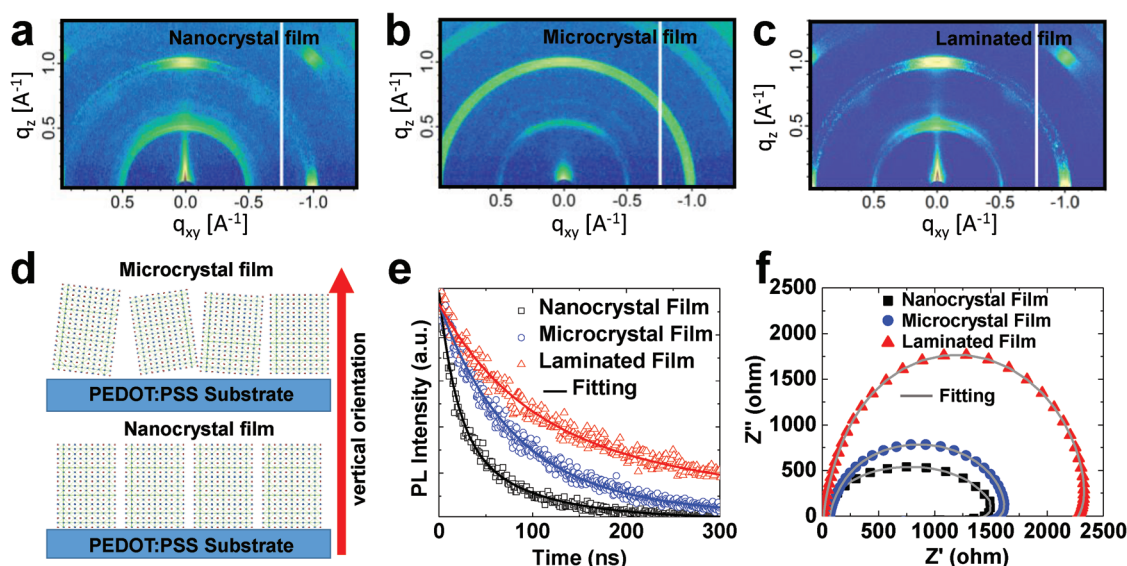 a
Nanocrystal film
1.0
0.5
q_z [A⁻¹]
0.5
0.0
-0.5
-1.0
q_xy [A⁻¹]
b
Microcrystal film
1.0
0.5
q_z [A⁻¹]
0.5
0.0
-0.5
-1.0
q_xy [A⁻¹]
c
Laminated film
1.0
0.5
q_z [A⁻¹]
0.5
0.0
-0.5
-1.0
q_xy [A⁻¹]
d
Microcrystal film
PEDOT:PSS Substrate
Nanocrystal film
PEDOT:PSS Substrate
vertical orientation
e
Nanocrystal Film
Microcrystal Film
Laminated Film
Fitting
PL Intensity (a.u.)
0
100
200
300
Time (ns)
f
2500
2000
1500
1000
500
0
Z'' (ohm)
Nanocrystal Film
Microcrystal Film
Laminated Film
Fitting
0
500
1000
1500
2000
2500
Z' (ohm)